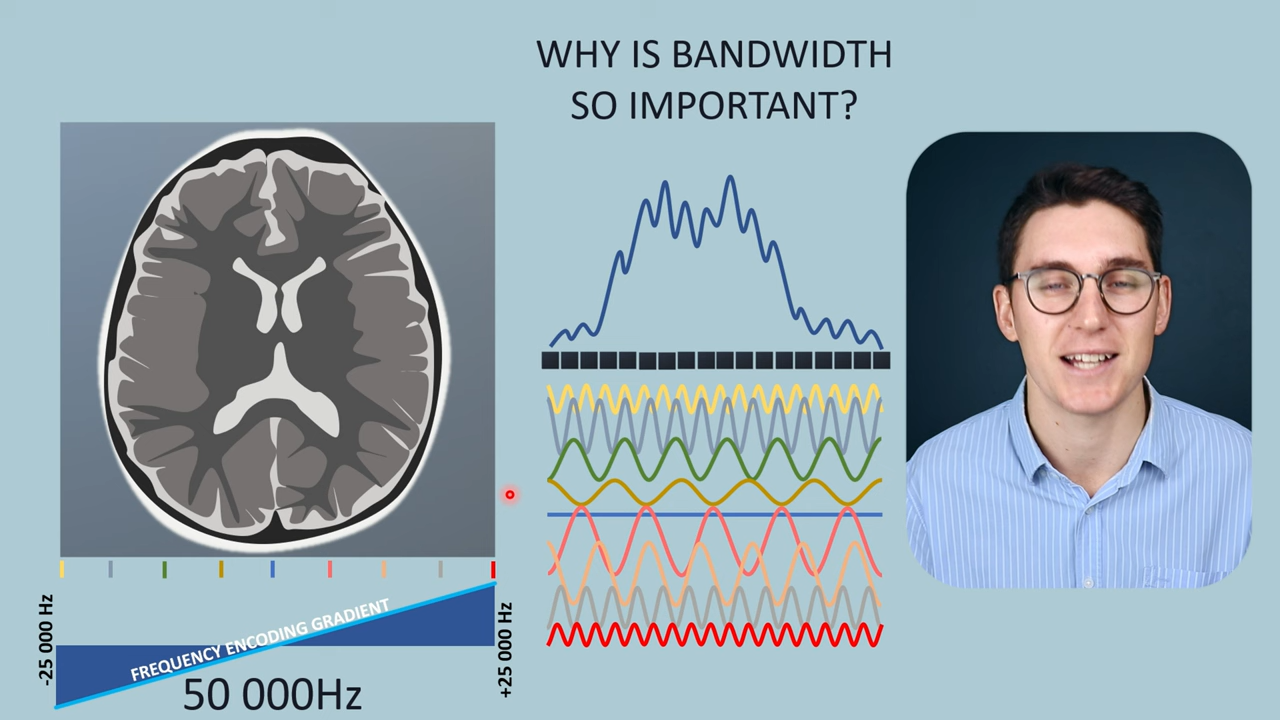 WHY IS BANDWIDTH
SO IMPORTANT?
-25 000 Hz
FREQUENCY ENCODING GRADIENT
+25 000 Hz
50 000Hz